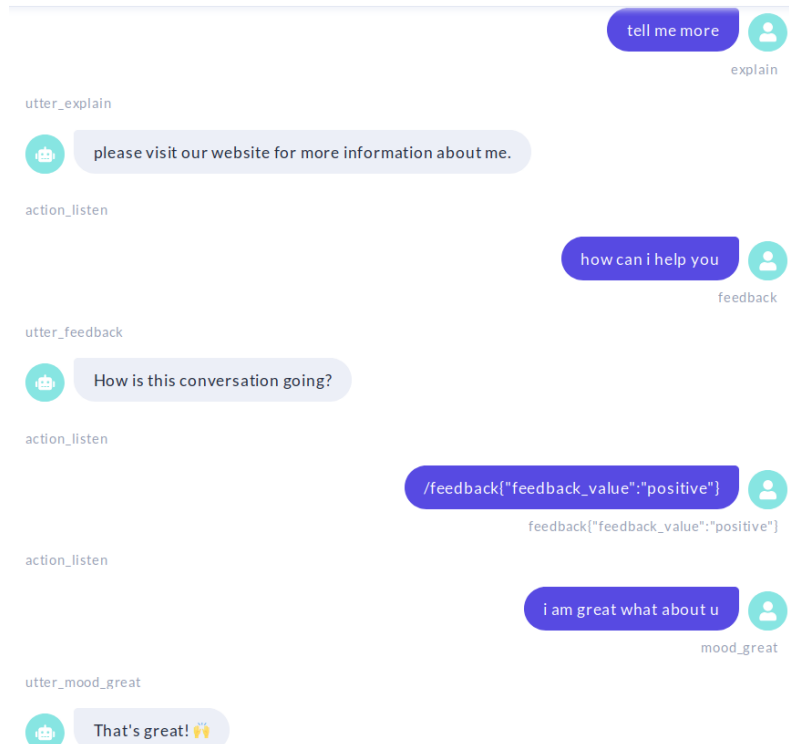 tell me more
explain
utter_explain
please visit our website for more information about me.
action_listen
how can i help you
feedback
utter_feedback
How is this conversation going?
action_listen
/feedback{"feedback_value":"positive"}
feedback{"feedback_value":"positive"}
action_listen
i am great what about u
mood_great
utter_mood_great
That's great! 🙌